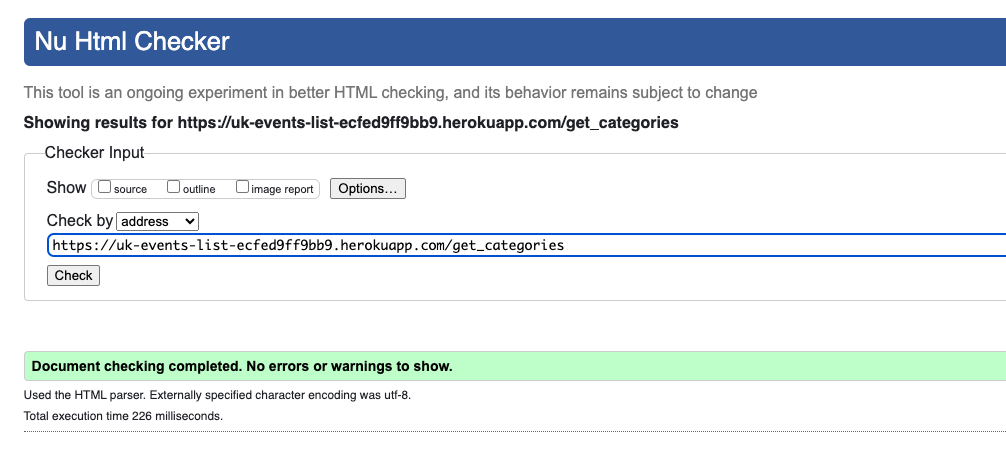 Nu Html Checker
This tool is an ongoing experiment in better HTML checking, and its behavior remains subject to change
Showing results for https://uk-events-list-ecfed9ff9bb9.herokuapp.com/get_categories
Checker Input
Show source outline image report Options...
Check by address
https://uk-events-list-ecfed9ff9bb9.herokuapp.com/get_categories
Check
Document checking completed. No errors or warnings to show.
Used the HTML parser. Externally specified character encoding was utf-8.
Total execution time 226 milliseconds.